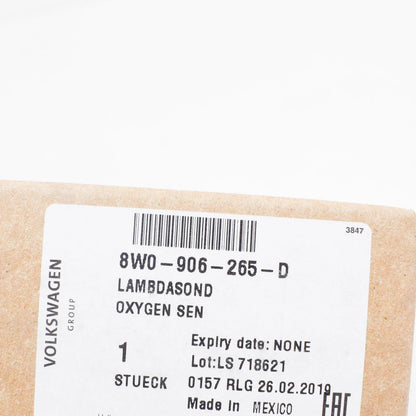 3847
8W0-906-265-D
LAMBDASOND
OXYGEN SEN
VOLKSWAGEN
GROUP
Expiry date: NONE
1
Lot:LS 718621
STUECK
0157 RLG 26.02.2019
EAC
Made in MEXICO